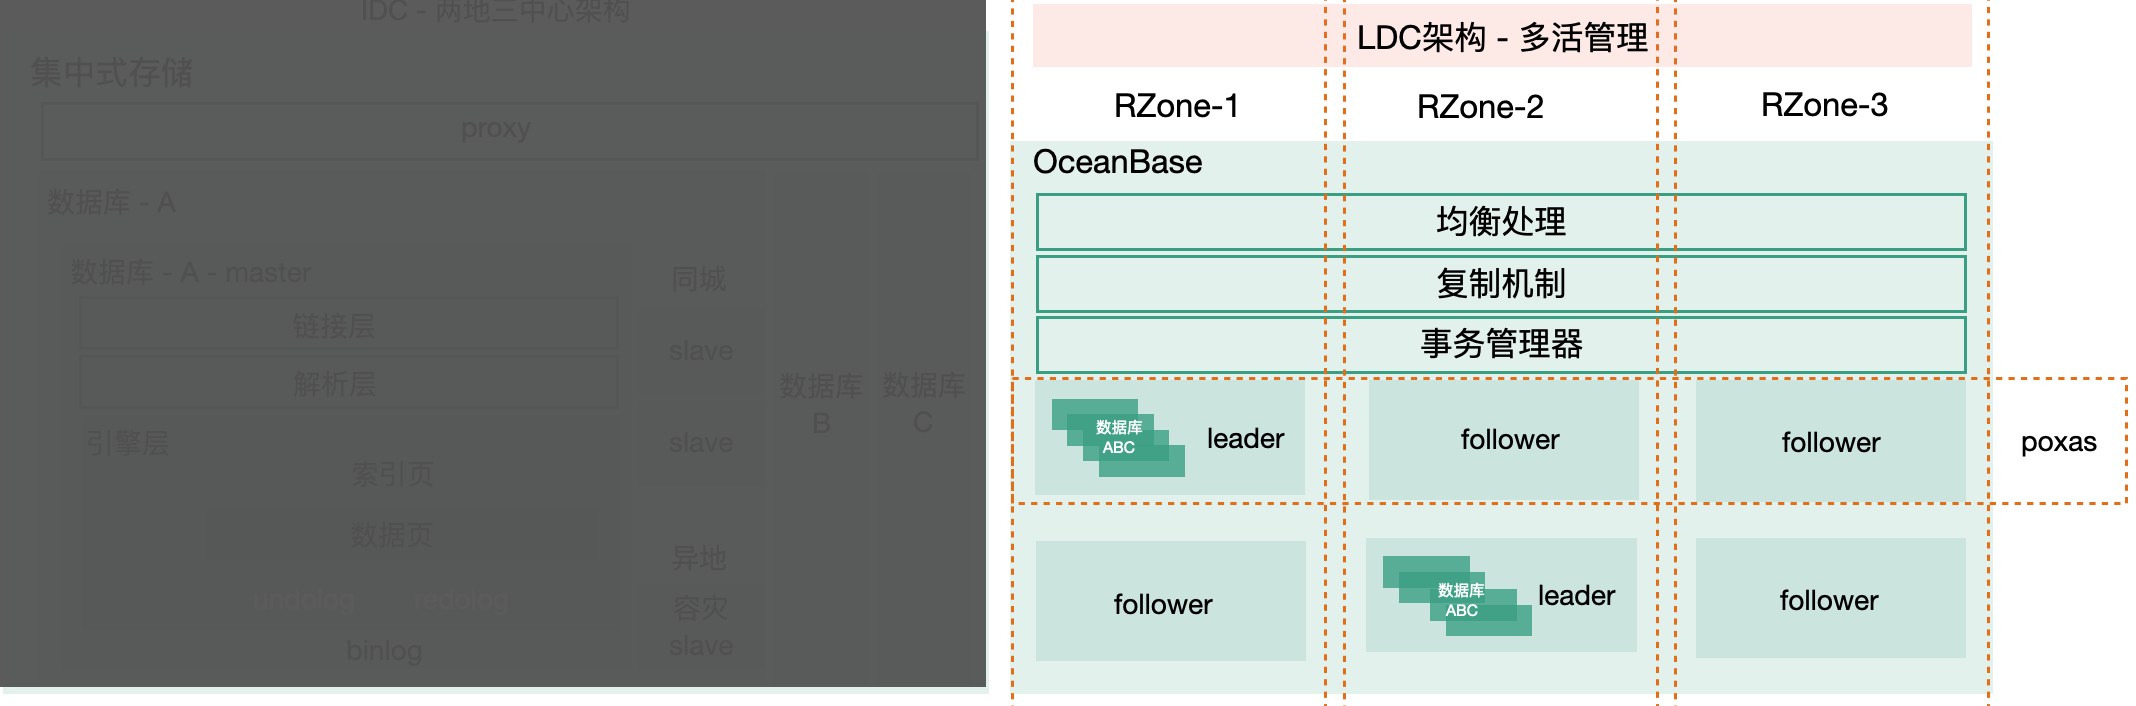 IDC - 两地三中心架构
集中式存储
proxy
数据库 - A
数据库 - A - master
链接层
解析层
引擎层
索引页
数据页
undolog
radolog
binlog
同城
slave
slave
异地
容灾
slave
数据库
B
数据库
C
LDC架构 - 多活管理
RZone-1
RZone-2
RZone-3
OceanBase
均衡处理
复制机制
事务管理器
数据库
ABC
leader
follower
follower
poxas
follower
数据库
ABC
leader
follower